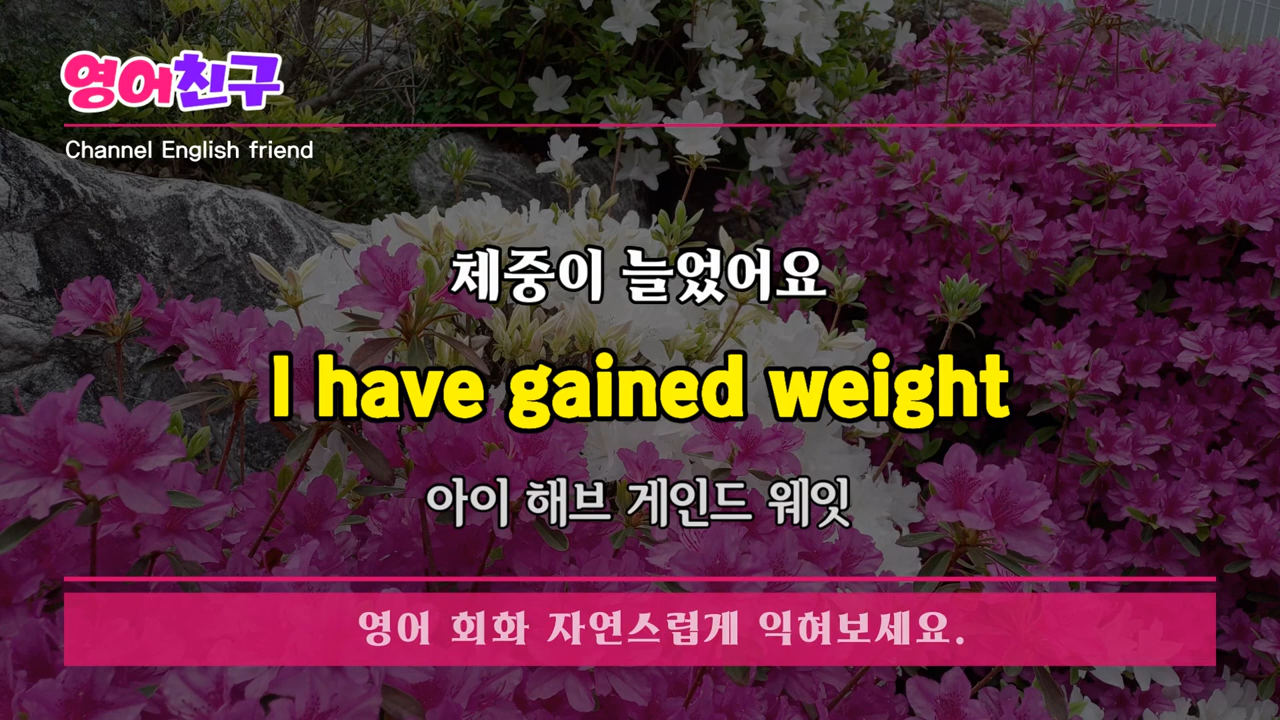 영어친구
Channel English friend
체중이 늘었어요
I have gained weight
아이 해브 게인드 웨잇
영어 회화 자연스럽게 익혀보세요.